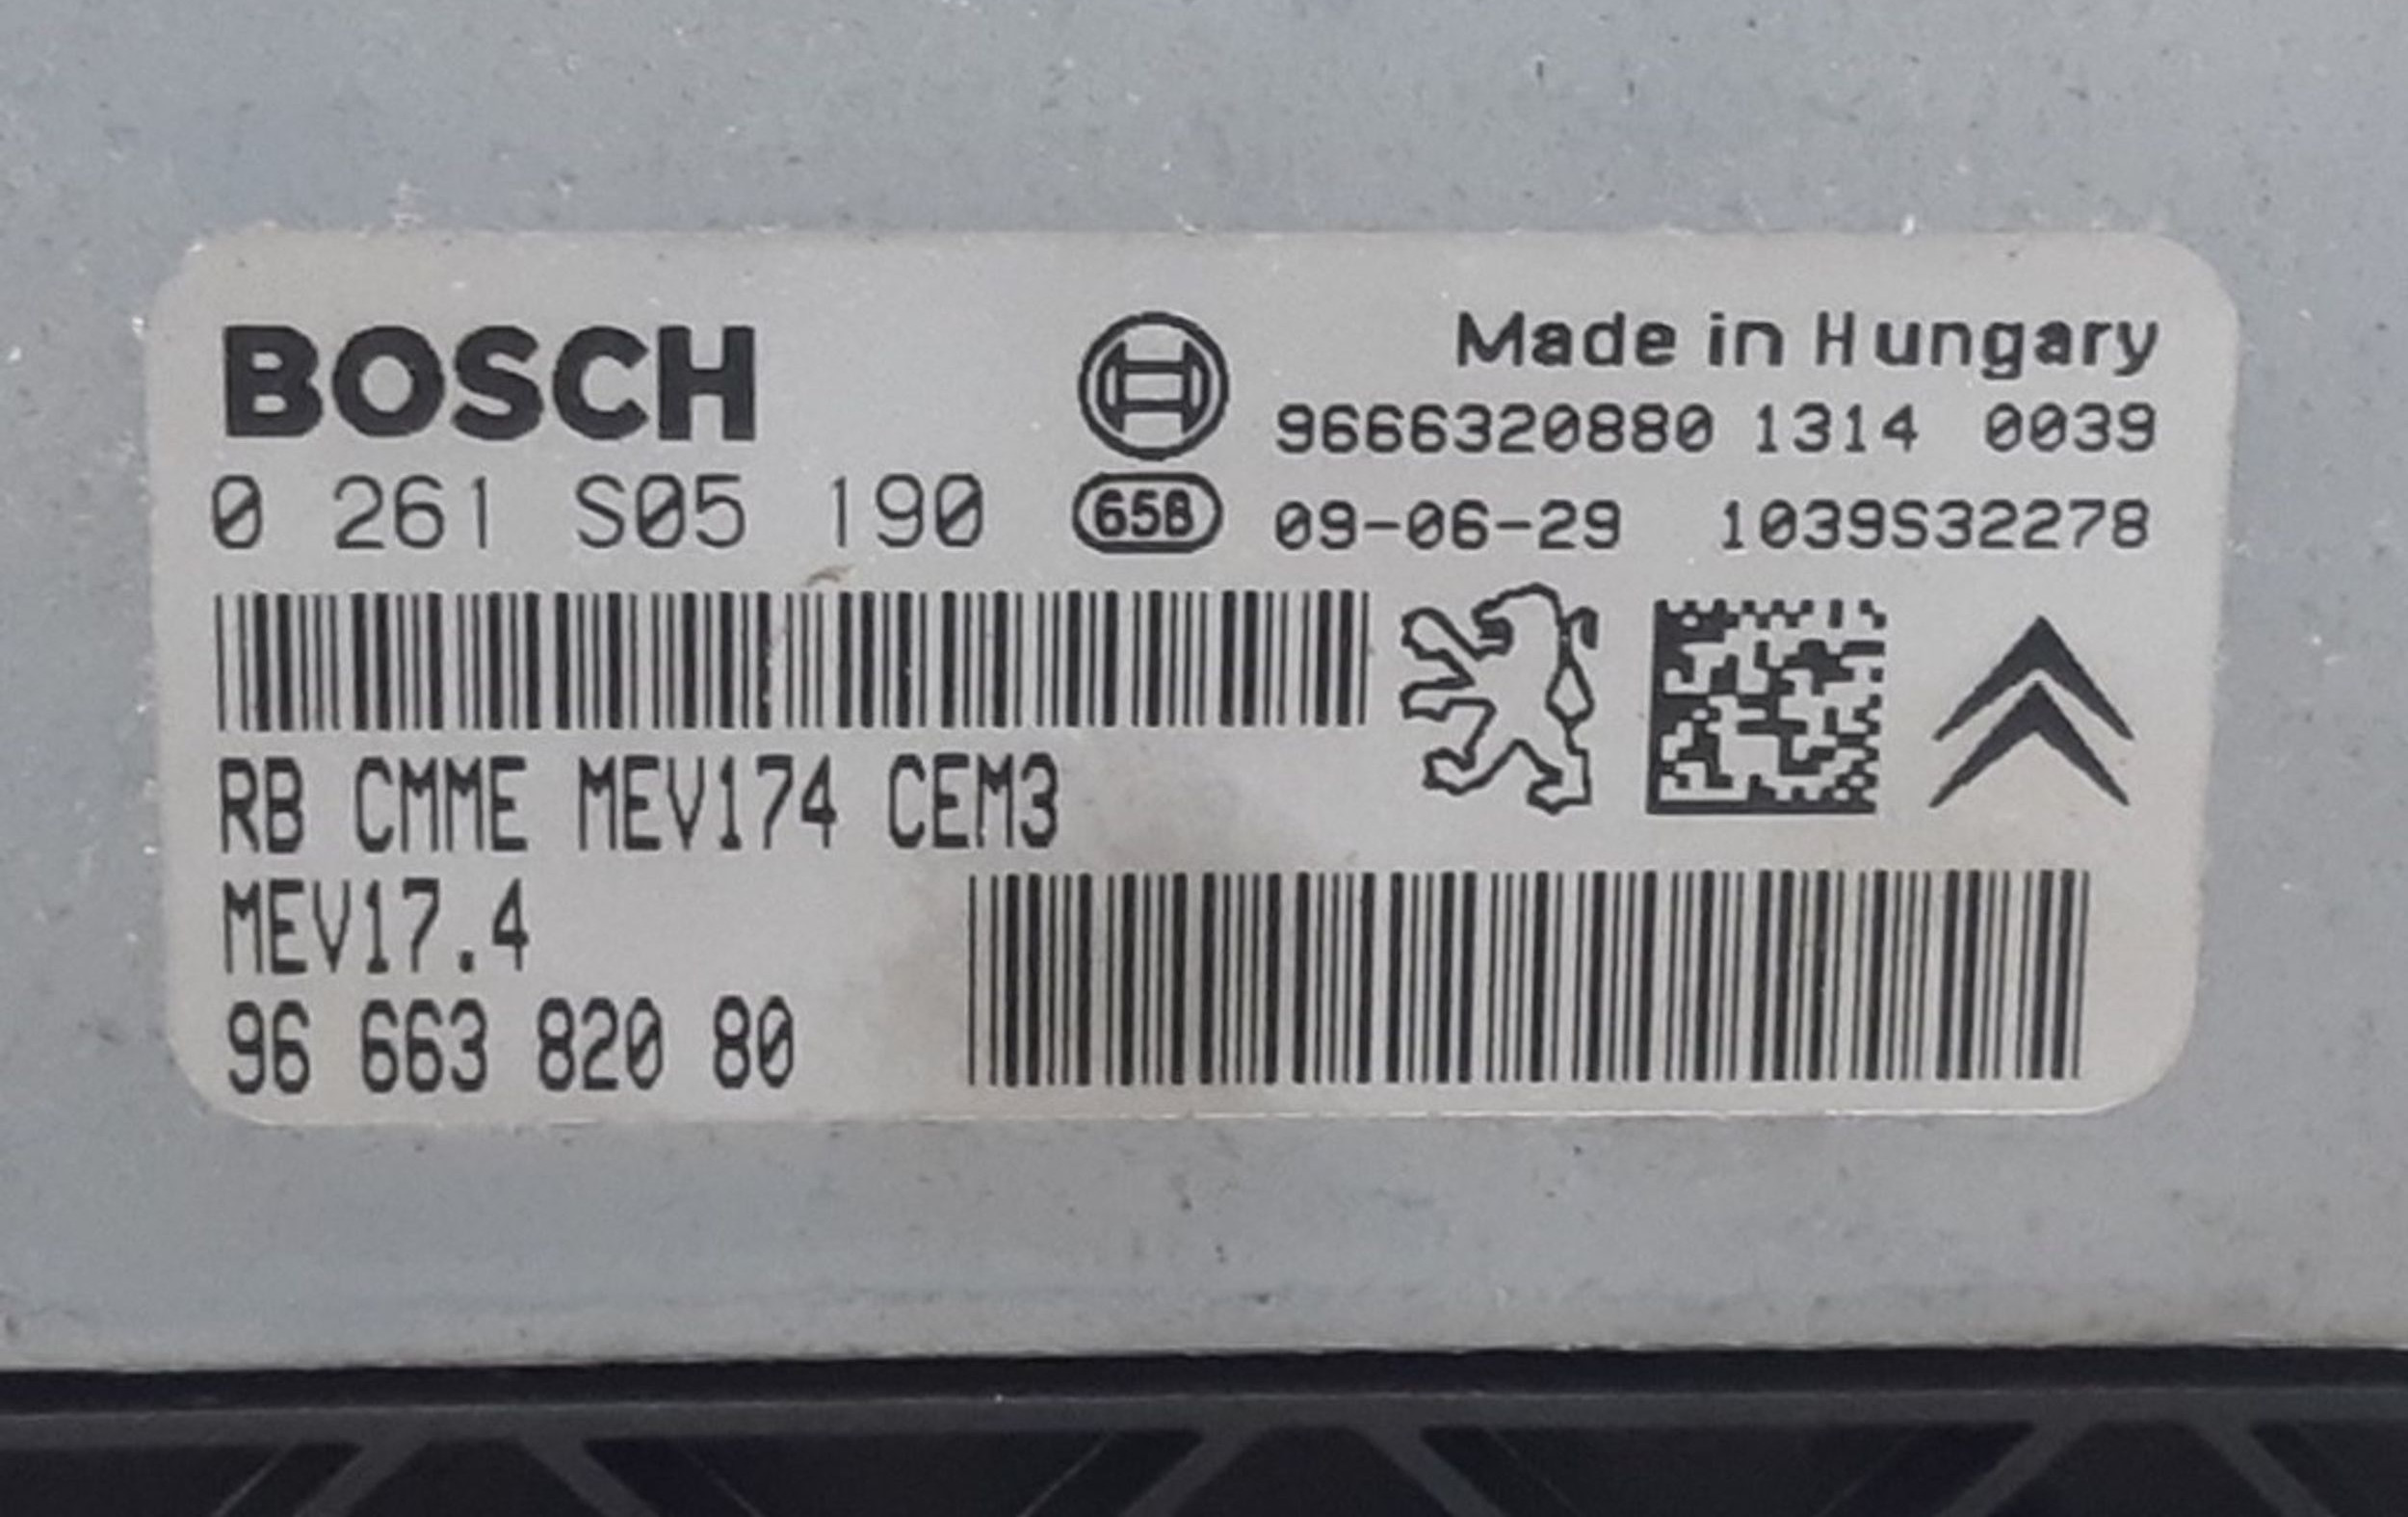 BOSCH
Made in Hungary
9666320880 1314 0039
0 261 S05 190
658
09-06-29 1039S32278
RB CMME MEV174 CEM3
MEV17.4
96 663 820 80